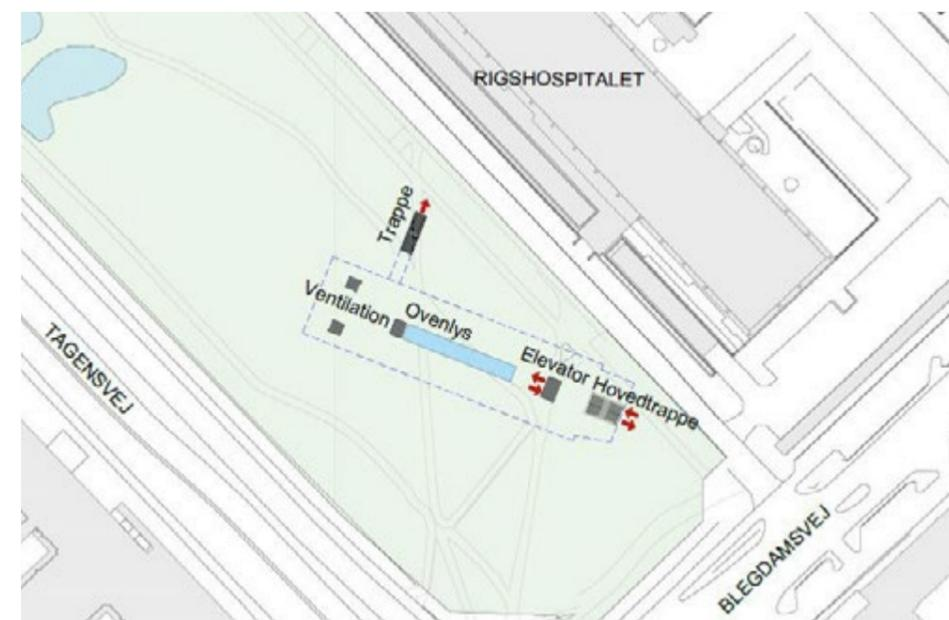 RIGSHOSPITALET
Trappe
Ventilation
Ovenlys
Elevator
Hovedtrappe
TAGENSVEJ
BLEGDAMSVEJ